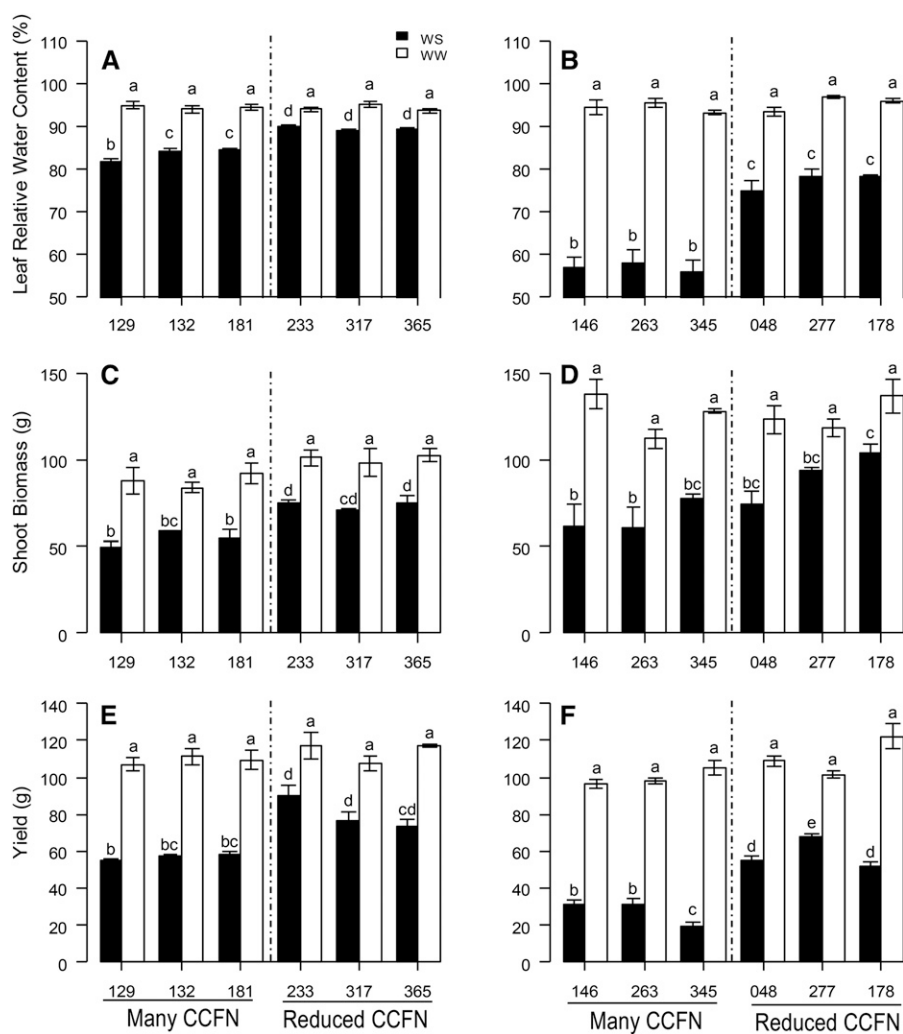 A
WS
WW
Leaf Relative Water Content (%)
110
100
90
80
70
60
50
b a c a c a d a d a d a
129 132 181 233 317 365
B
110
100
90
80
70
60
50
b a b a b a c a c a c a
146 263 345 048 277 178
C
Shoot Biomass (g)
150
100
50
0
b a bc a b a d a cd a d a
129 132 181 233 317 365
D
150
100
50
0
b a b a bc a bc a bc a c a
146 263 345 048 277 178
E
Yield (g)
140
120
100
80
60
40
20
0
b a bc a bc a d a d a cd a
129 132 181 233 317 365
Many CCFN Reduced CCFN
F
140
120
100
80
60
40
20
0
b a b a c a d a e a d a
146 263 345 048 277 178
Many CCFN Reduced CCFN